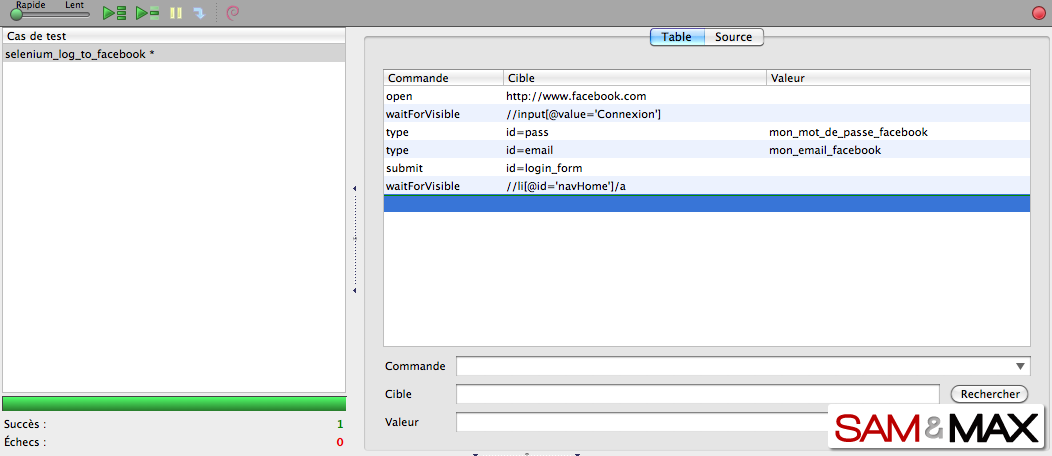 Rapide Lent
Cas de test
selenium_log_to_facebook *
Table Source
Commande Cible Valeur
open http://www.facebook.com
waitForVisible //input[@value='Connexion']
type id=pass mon_mot_de_passe_facebook
type id=email mon_email_facebook
submit id=login_form
waitForVisible //li[@id='navHome']/a
Commande
Cible Rechercher
Valeur
Succès : 1
Échecs : 0
SAM & MAX